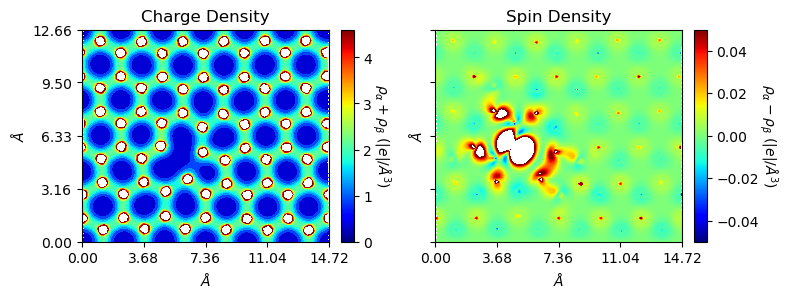 Charge Density
12.66
9.50
6.33
3.16
0.00
Å
0.00 3.68 7.36 11.04 14.72
Å
4
3
2
1
0
ρα + ρβ (|e|/Å³)
Spin Density
Å
0.00 3.68 7.36 11.04 14.72
Å
0.04
0.02
0.00
−0.02
−0.04
ρα − ρβ (|e|/Å³)